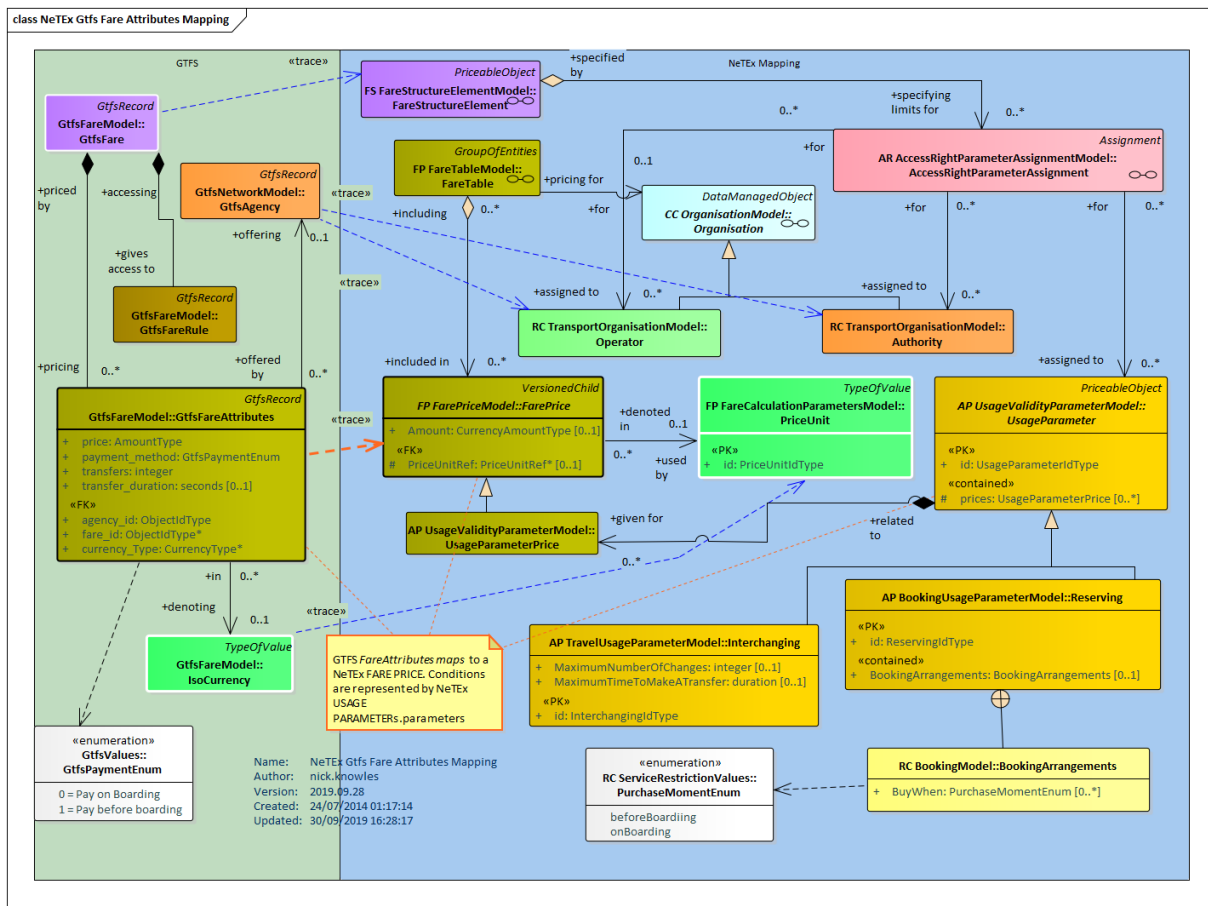 class NeTEx Gtfs Fare Attributes Mapping
GTFS
NeTEx Mapping
«trace»
+specified
by
PriceableObject
FS FareStructureElementModel::
FareStructureElement
+specifying
limits for
0..*
0..*
GtfsRecord
GtfsFareModel::
GtfsFare
GroupOfEntities
FP FareTableModel::
FareTable
0..1
+for
Assignment
AR AccessRightParameterAssignmentModel::
AccessRightParameterAssignment
+priced
by
+accessing
GtfsRecord
GtfsNetworkModel::
GtfsAgency
«trace»
+pricing for
+for
DataManagedObject
CC OrganisationModel::
Organisation
+including
0..*
+for
0..*
+for
0..*
+offering
0..1
+gives
access to
«trace»
+assigned to
0..*
+assigned to
0..*
GtfsRecord
GtfsFareModel::
GtfsFareRule
RC TransportOrganisationModel::
Operator
RC TransportOrganisationModel::
Authority
+pricing
0..*
+offered
by
0..*
+included in
0..*
+assigned to
0..*
GtfsRecord
GtfsFareModel::GtfsFareAttributes
+ price: AmountType
+ payment_method: GtfsPaymentEnum
+ transfers: integer
+ transfer_duration: seconds [0..1]
«FK»
+ agency_id: ObjectIdType
+ fare_id: ObjectIdType*
+ currency_Type: CurrencyType*
«trace»
VersionedChild
FP FarePriceModel::FarePrice
+ Amount: CurrencyAmountType [0..1]
«FK»
# PriceUnitRef: PriceUnitRef* [0..1]
+denoted
in
0..1
0..*
+used
by
TypeOfValue
FP FareCalculationParametersModel::
PriceUnit
«PK»
+ id: PriceUnitIdType
PriceableObject
AP UsageValidityParameterModel::
UsageParameter
«PK»
+ id: UsageParameterIdType
«contained»
# prices: UsageParameterPrice [0..*]
AP UsageValidityParameterModel::
UsageParameterPrice
+given for
0..*
+related
to
+in
0..*
+denoting
0..1
«trace»
TypeOfValue
GtfsFareModel::
IsoCurrency
GTFS FareAttributes maps to a
NeTEx FARE PRICE. Conditions
are represented by NeTEx
USAGE
PARAMETERs.parameters
AP TravelUsageParameterModel::Interchanging
+ MaximumNumberOfChanges: integer [0..1]
+ MaximumTimeToMakeATransfer: duration [0..1]
«PK»
+ id: InterchangingIdType
AP BookingUsageParameterModel::Reserving
«PK»
+ id: ReservingIdType
«contained»
+ BookingArrangements: BookingArrangements [0..1]
«enumeration»
GtfsValues::
GtfsPaymentEnum
0 = Pay on Boarding
1 = Pay before boarding
Name: NeTEx Gtfs Fare Attributes Mapping
Author: nick.knowles
Version: 2019.09.28
Created: 24/07/2014 01:17:14
Updated: 30/09/2019 16:28:17
«enumeration»
RC ServiceRestrictionValues::
PurchaseMomentEnum
beforeBoardiing
onBoarding
RC BookingModel::BookingArrangements
+ BuyWhen: PurchaseMomentEnum [0..*]